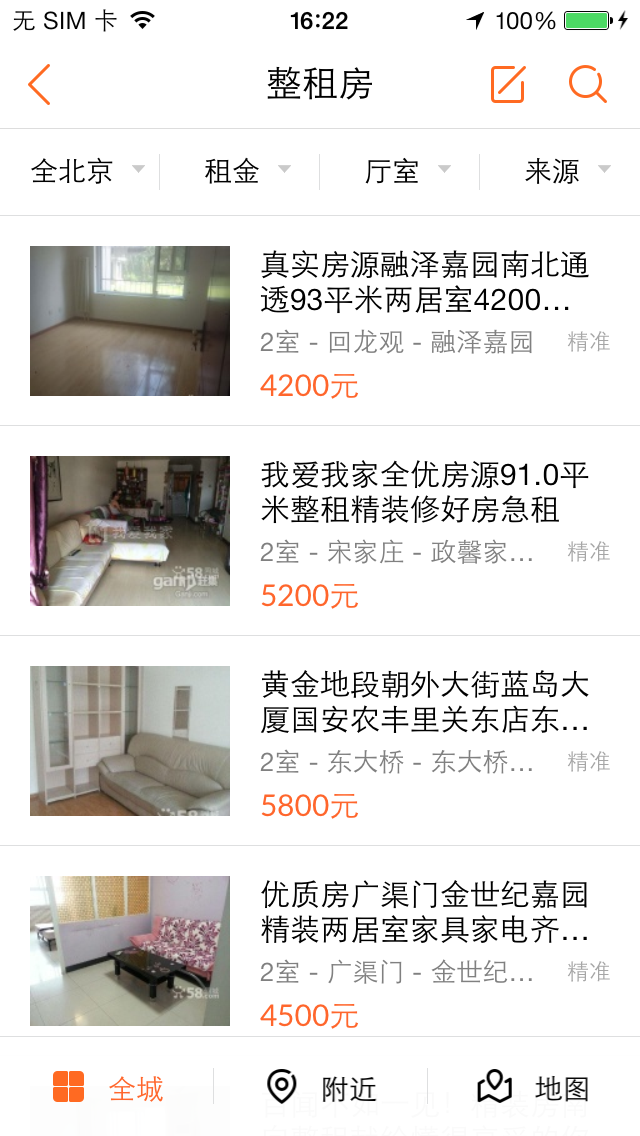 无 SIM 卡 16:22 100%
整租房
全北京 租金 厅室 来源
真实房源融泽嘉园南北通
透93平米两居室4200...
2室 - 回龙观 - 融泽嘉园 精准
4200元
我爱我家全优房源91.0平
米整租精装修好房急租
2室 - 宋家庄 - 政馨家... 精准
5200元
黄金地段朝外大街蓝岛大
厦国安农丰里关东店东...
2室 - 东大桥 - 东大桥... 精准
5800元
优质房广渠门金世纪嘉园
精装两居室家具家电齐...
2室 - 广渠门 - 金世纪... 精准
4500元
全城 附近 地图